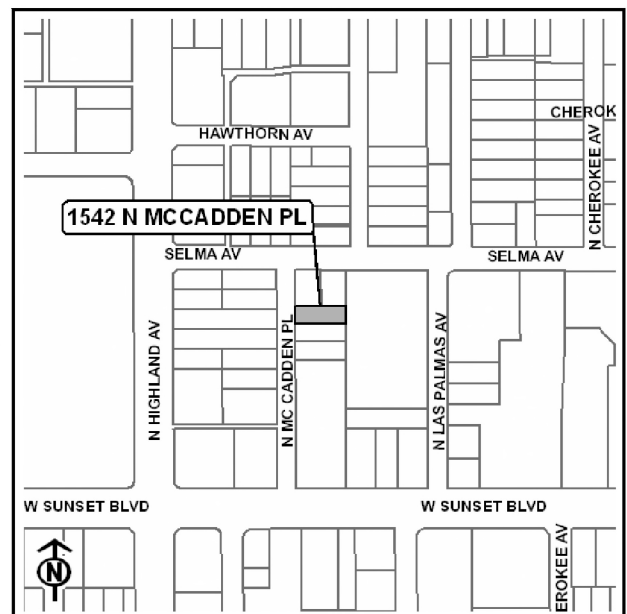 HAWTHORN AV
CHEROK
N CHEROKEE AV
1542 N MCCADDEN PL
SELMA AV
SELMA AV
N HIGHLAND AV
N MC CADDEN PL
N LAS PALMAS AV
W SUNSET BLVD
W SUNSET BLVD
EROKEE AV
N